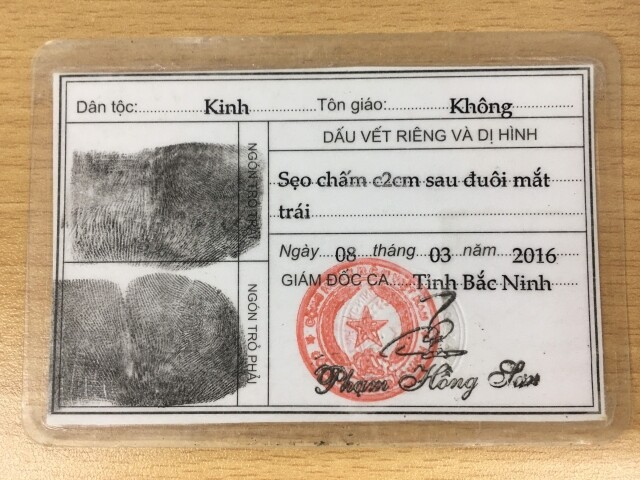 Dân tộc: Kinh Tôn giáo: Không
DẤU VẾT RIÊNG VÀ DỊ HÌNH
Sẹo chấm c2cm sau đuôi mắt
trái
Ngày 08 tháng 03 năm 2016
GIÁM ĐỐC CA Tỉnh Bắc Ninh
Phạm Hồng Sơn
NGÓN TRỎ TRÁI
NGÓN TRỎ PHẢI